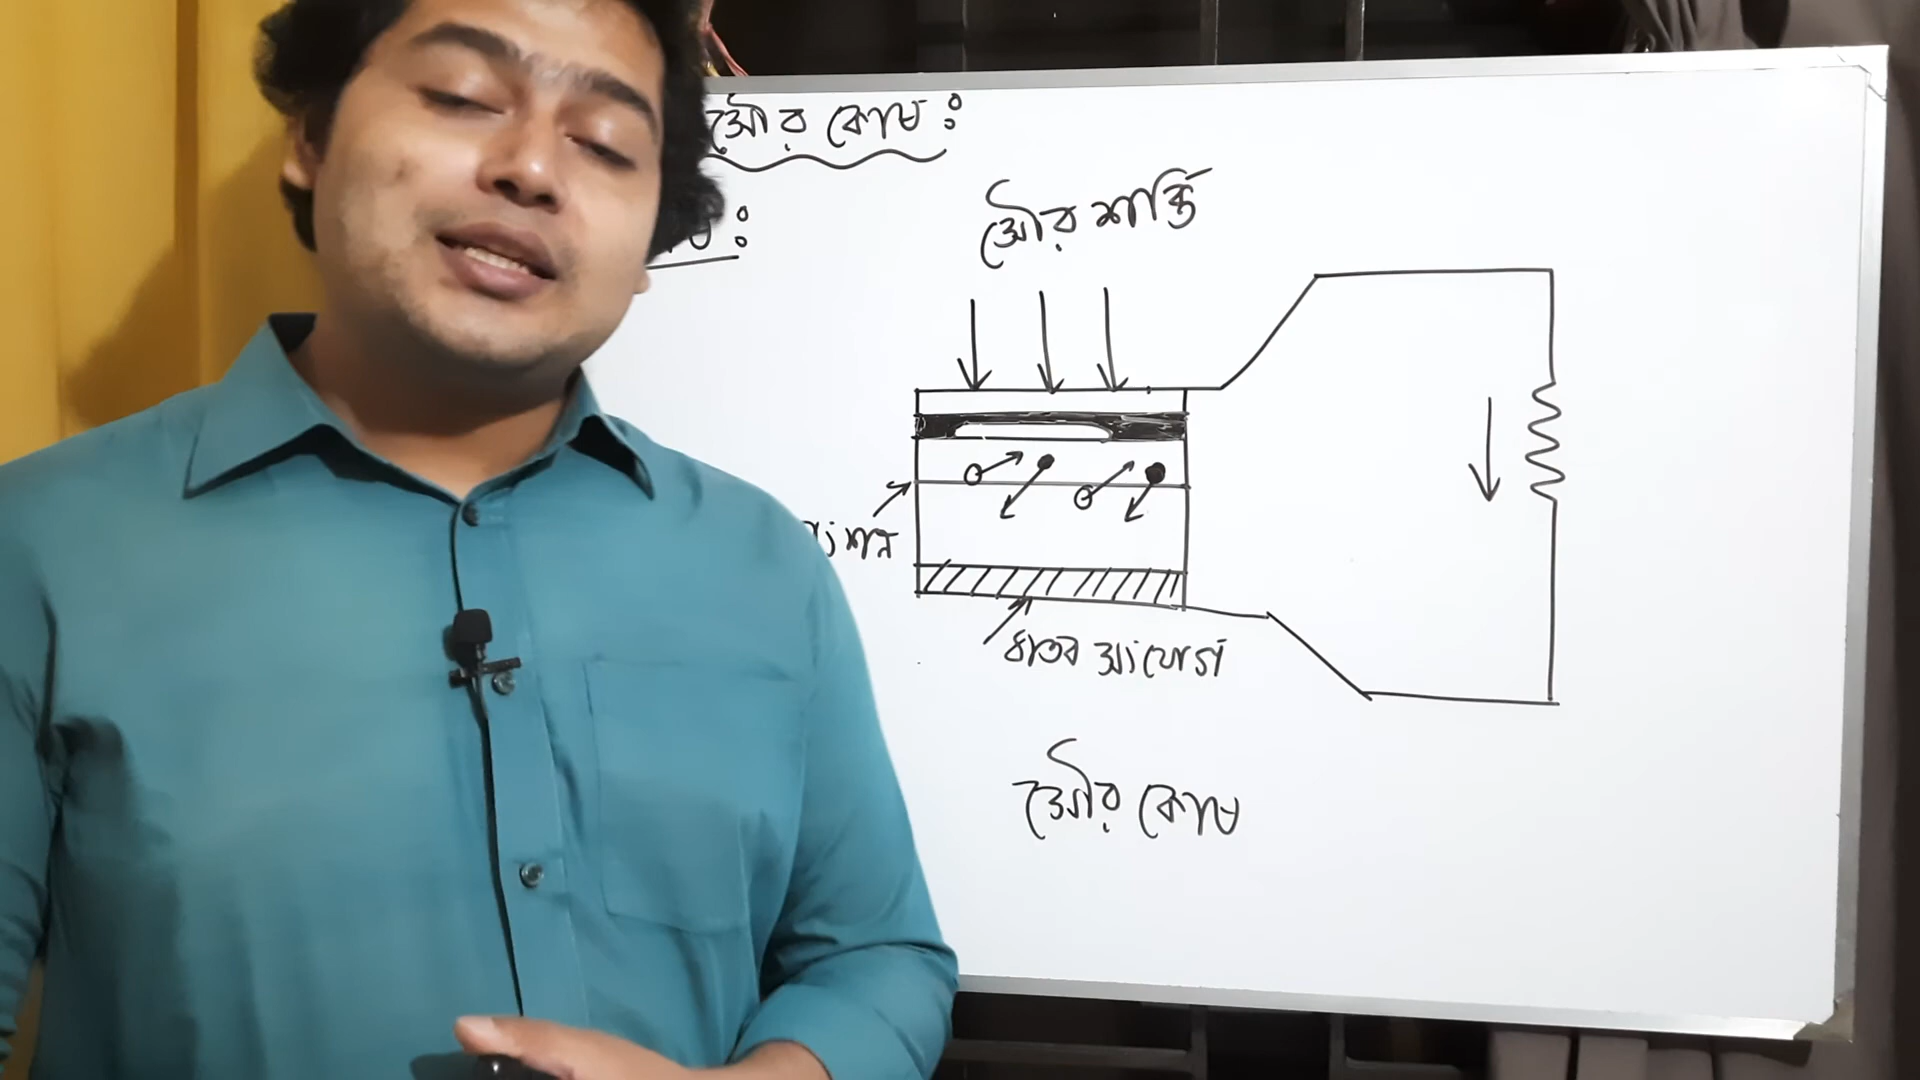 সৌর কোষ :
সৌর শক্তি
ধাতব সংযোগ
সৌর কোষ